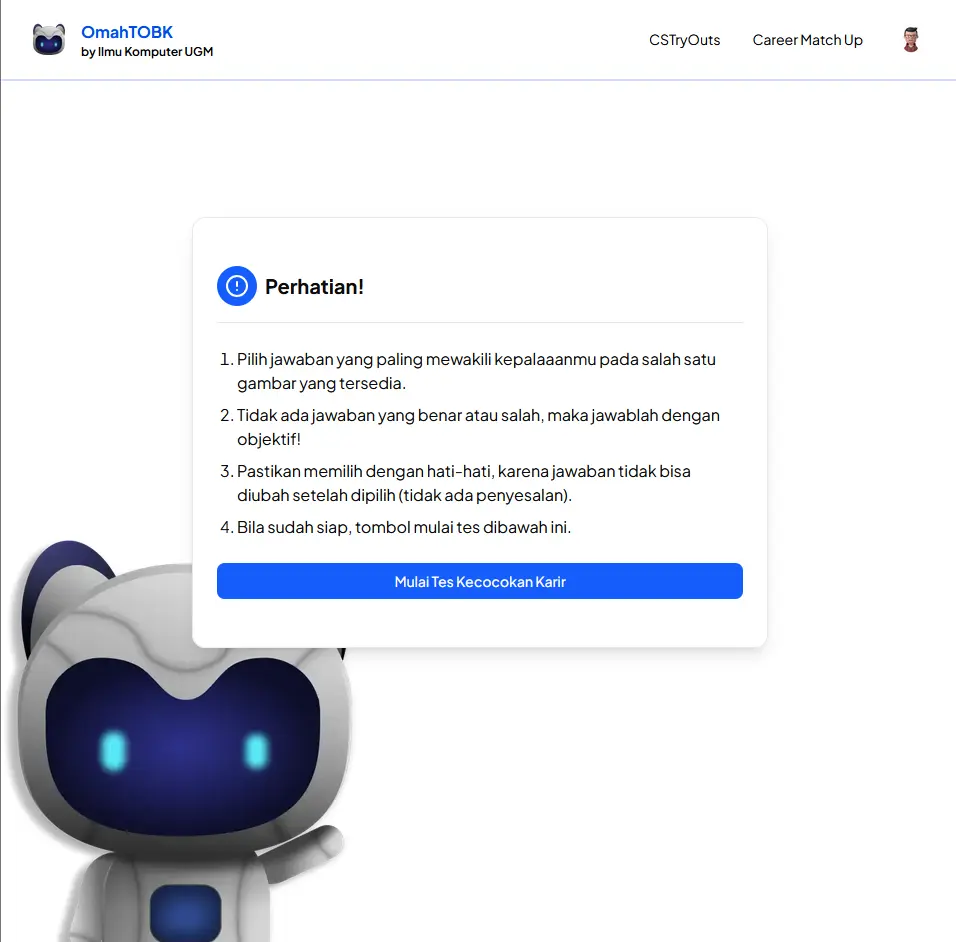 OmahTOBK
by Ilmu Komputer UGM
CSTryOuts
Career Match Up
Perhatian!
1. Pilih jawaban yang paling mewakili kepalaaanmu pada salah satu
gambar yang tersedia.
2. Tidak ada jawaban yang benar atau salah, maka jawablah dengan
objektif!
3. Pastikan memilih dengan hati-hati, karena jawaban tidak bisa
diubah setelah dipilih (tidak ada penyesalan).
4. Bila sudah siap, tombol mulai tes dibawah ini.
Mulai Tes Kecocokan Karir